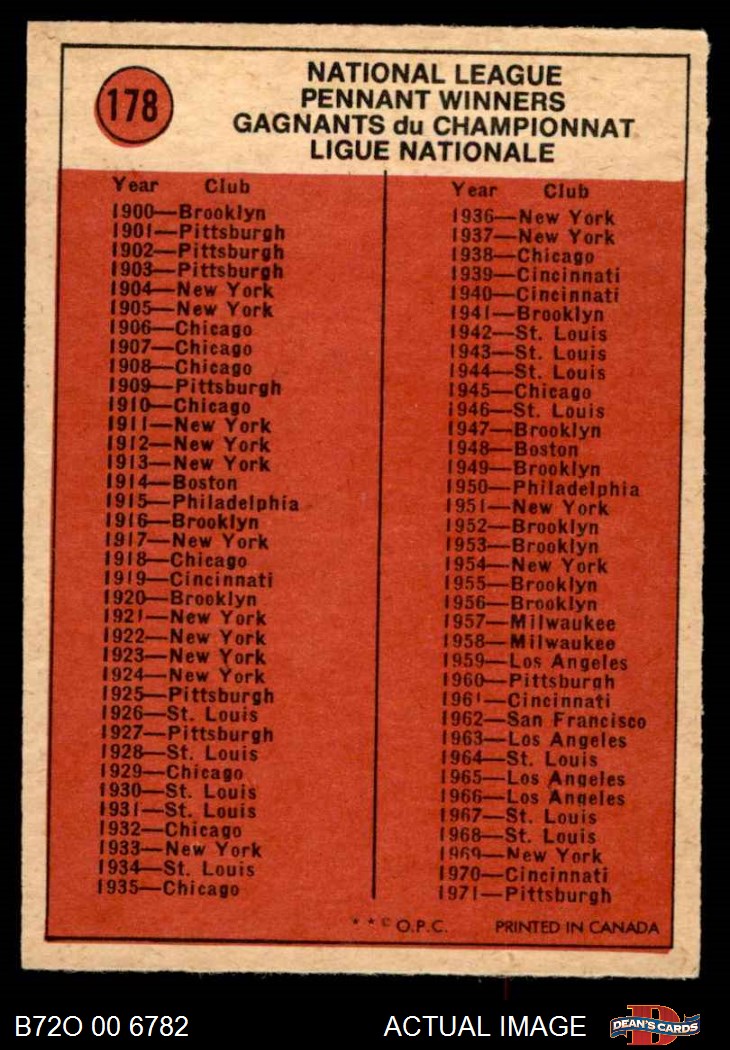 178
NATIONAL LEAGUE
PENNANT WINNERS
GAGNANTS du CHAMPIONNAT
LIGUE NATIONALE
Year Club
1900—Brooklyn
1901—Pittsburgh
1902—Pittsburgh
1903—Pittsburgh
1904—New York
1905—New York
1906—Chicago
1907—Chicago
1908—Chicago
1909—Pittsburgh
1910—Chicago
1911—New York
1912—New York
1913—New York
1914—Boston
1915—Philadelphia
1916—Brooklyn
1917—New York
1918—Chicago
1919—Cincinnati
1920—Brooklyn
1921—New York
1922—New York
1923—New York
1924—New York
1925—Pittsburgh
1926—St. Louis
1927—Pittsburgh
1928—St. Louis
1929—Chicago
1930—St. Louis
1931—St. Louis
1932—Chicago
1933—New York
1934—St. Louis
1935—Chicago
Year Club
1936—New York
1937—New York
1938—Chicago
1939—Cincinnati
1940—Cincinnati
1941—Brooklyn
1942—St. Louis
1943—St. Louis
1944—St. Louis
1945—Chicago
1946—St. Louis
1947—Brooklyn
1948—Boston
1949—Brooklyn
1950—Philadelphia
1951—New York
1952—Brooklyn
1953—Brooklyn
1954—New York
1955—Brooklyn
1956—Brooklyn
1957—Milwaukee
1958—Milwaukee
1959—Los Angeles
1960—Pittsburgh
1961—Cincinnati
1962—San Francisco
1963—Los Angeles
1964—St. Louis
1965—Los Angeles
1966—Los Angeles
1967—St. Louis
1968—St. Louis
1969—New York
1970—Cincinnati
1971—Pittsburgh
* * © O.P.C. PRINTED IN CANADA
B72O 00 6782 ACTUAL IMAGE DEAN'S CARDS